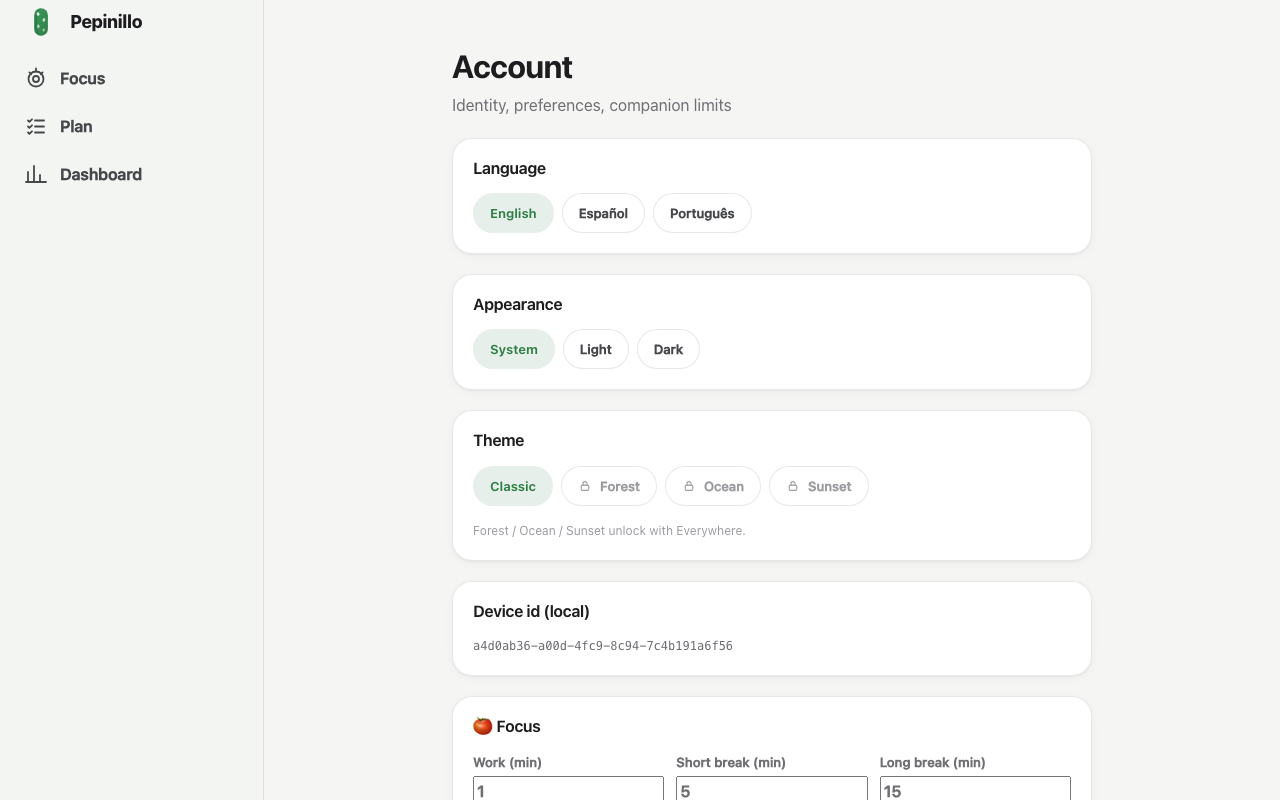 Pepinillo
Focus
Plan
Dashboard
Account
Identity, preferences, companion limits
Language
English Español Português
Appearance
System Light Dark
Theme
Classic Forest Ocean Sunset
Forest / Ocean / Sunset unlock with Everywhere.
Device id (local)
a4d0ab36-a00d-4fc9-8c94-7c4b191a6f56
🍅 Focus
Work (min) Short break (min) Long break (min)
1 5 15